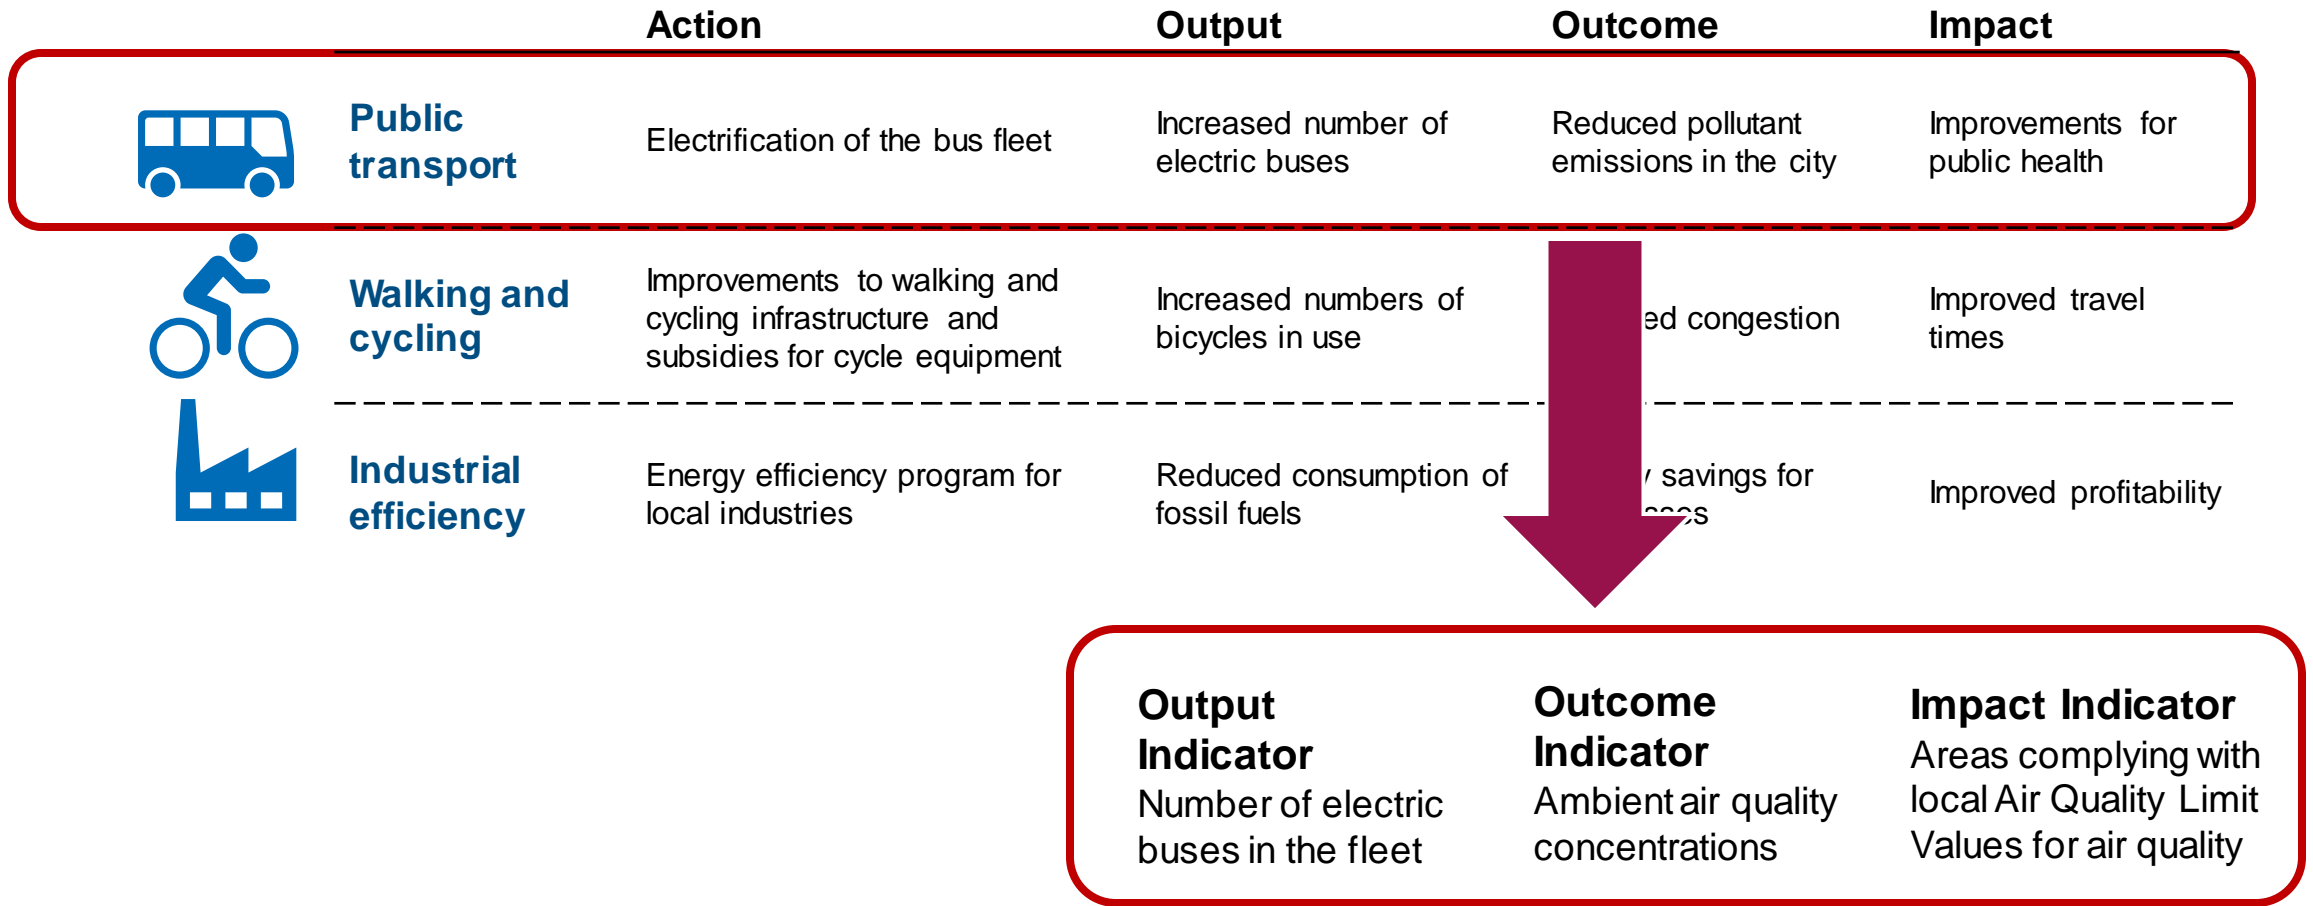 Action Output Outcome Impact
Public
transport
Electrification of the bus fleet
Increased number of
electric buses
Reduced pollutant
emissions in the city
Improvements for
public health
Walking and
cycling
Improvements to walking and
cycling infrastructure and
subsidies for cycle equipment
Increased numbers of
bicycles in use
congestion
Improved travel
times
Industrial
efficiency
Energy efficiency program for
local industries
Reduced consumption of
fossil fuels
savings for
Improved profitability
Output
Indicator
Number of electric
buses in the fleet
Outcome
Indicator
Ambient air quality
concentrations
Impact Indicator
Areas complying with
local Air Quality Limit
Values for air quality